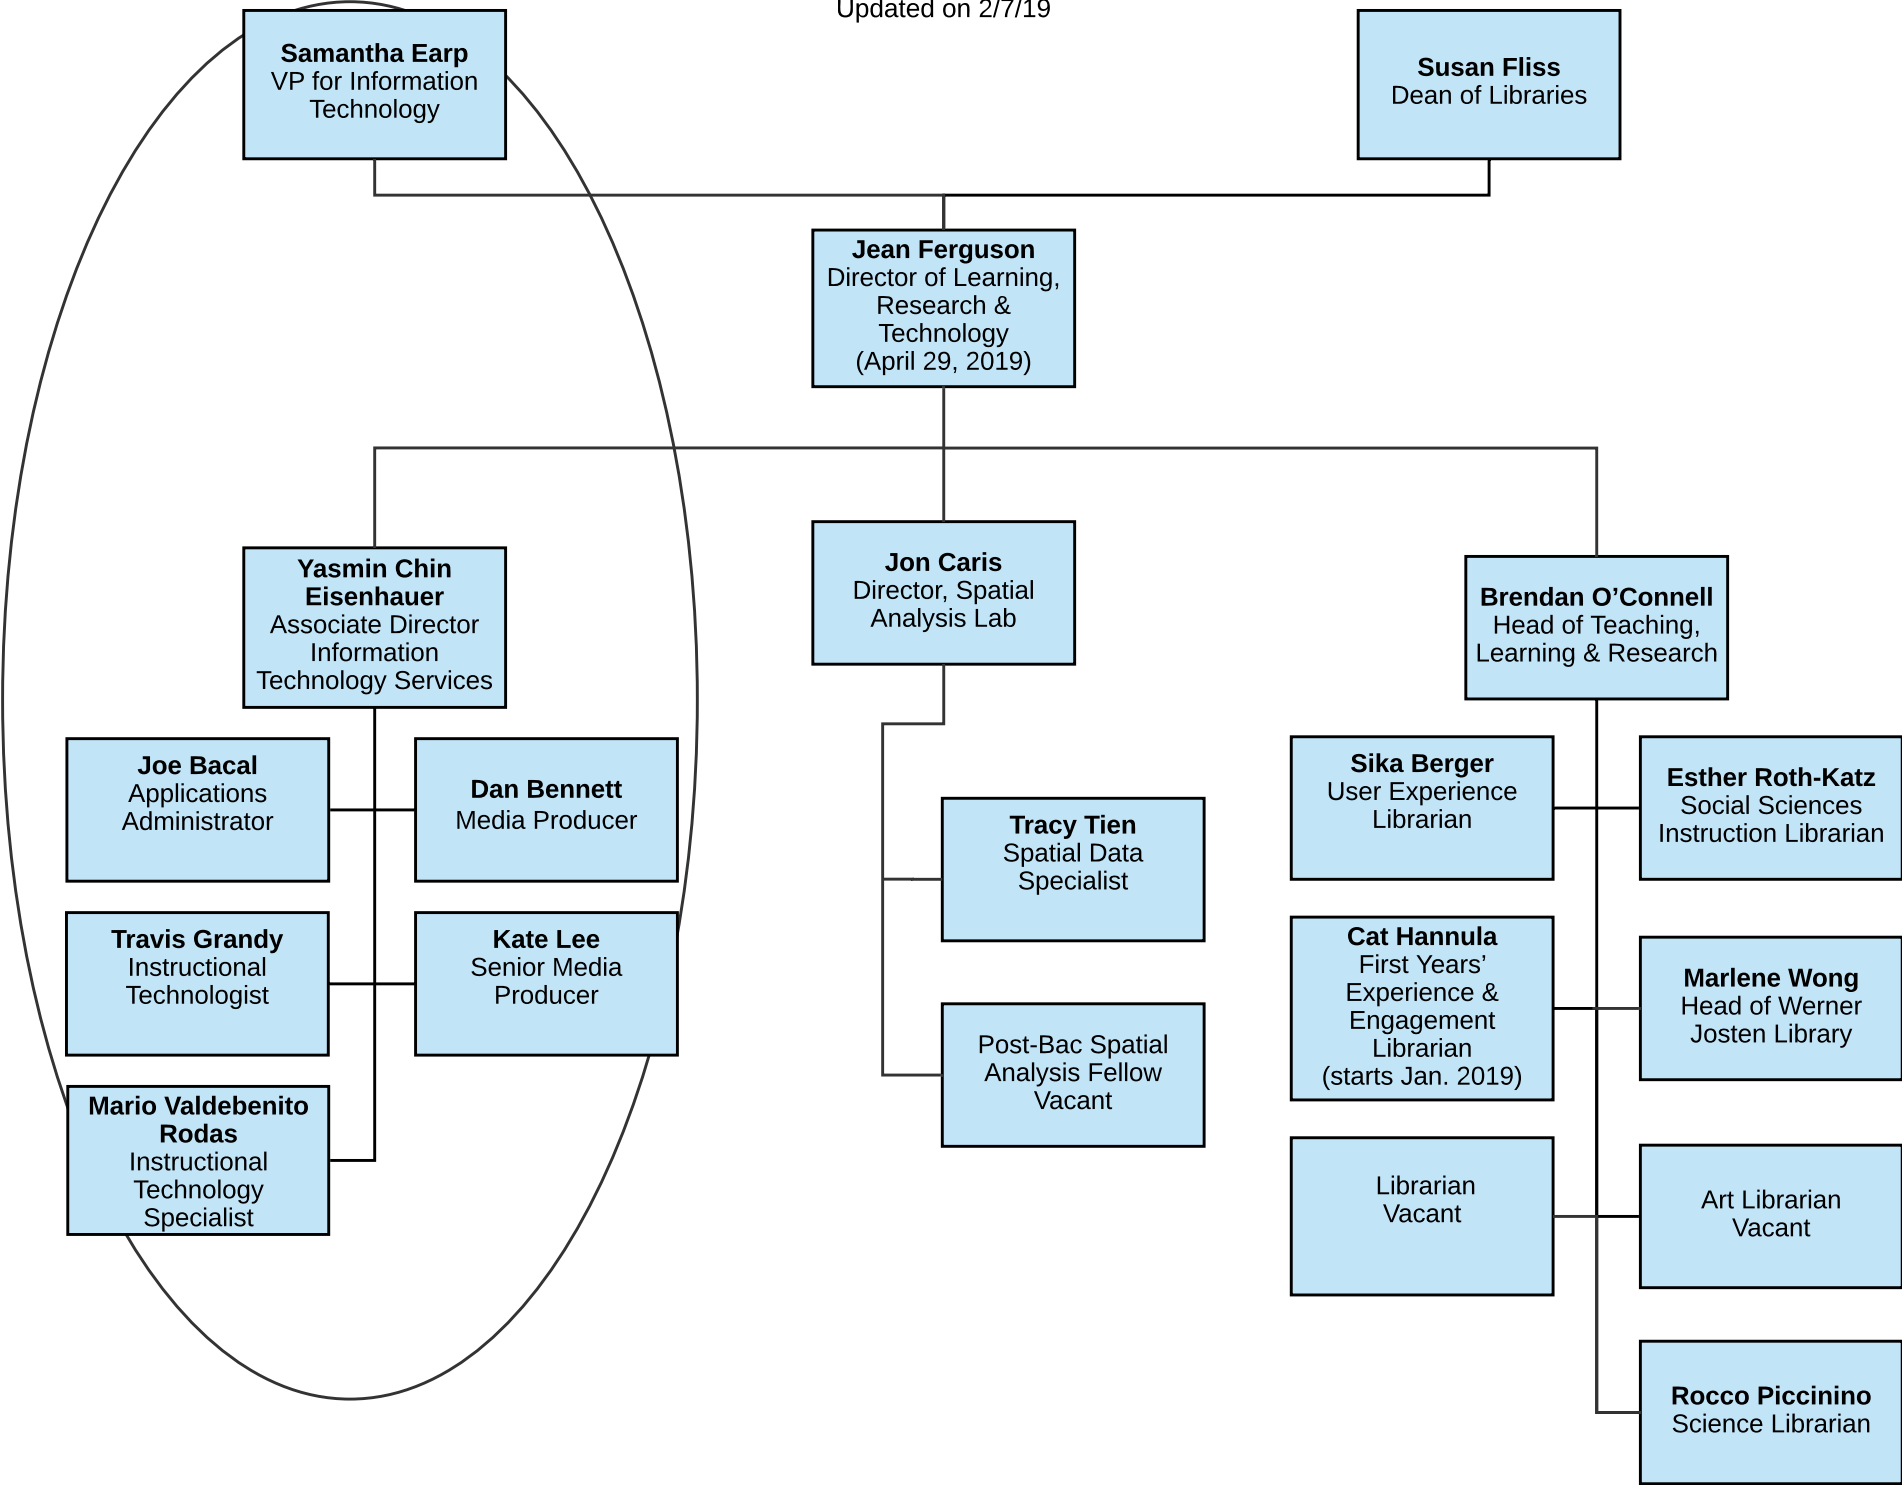 Updated on 2/7/19
Samantha Earp
VP for Information
Technology
Susan Fliss
Dean of Libraries
Jean Ferguson
Director of Learning,
Research &
Technology
(April 29, 2019)
Yasmin Chin
Eisenhauer
Associate Director
Information
Technology Services
Jon Caris
Director, Spatial
Analysis Lab
Brendan O’Connell
Head of Teaching,
Learning & Research
Joe Bacal
Applications
Administrator
Dan Bennett
Media Producer
Travis Grandy
Instructional
Technologist
Kate Lee
Senior Media
Producer
Mario Valdebenito
Rodas
Instructional
Technology
Specialist
Tracy Tien
Spatial Data
Specialist
Post-Bac Spatial
Analysis Fellow
Vacant
Sika Berger
User Experience
Librarian
Esther Roth-Katz
Social Sciences
Instruction Librarian
Cat Hannula
First Years’
Experience &
Engagement
Librarian
(starts Jan. 2019)
Marlene Wong
Head of Werner
Josten Library
Librarian
Vacant
Art Librarian
Vacant
Rocco Piccinino
Science Librarian